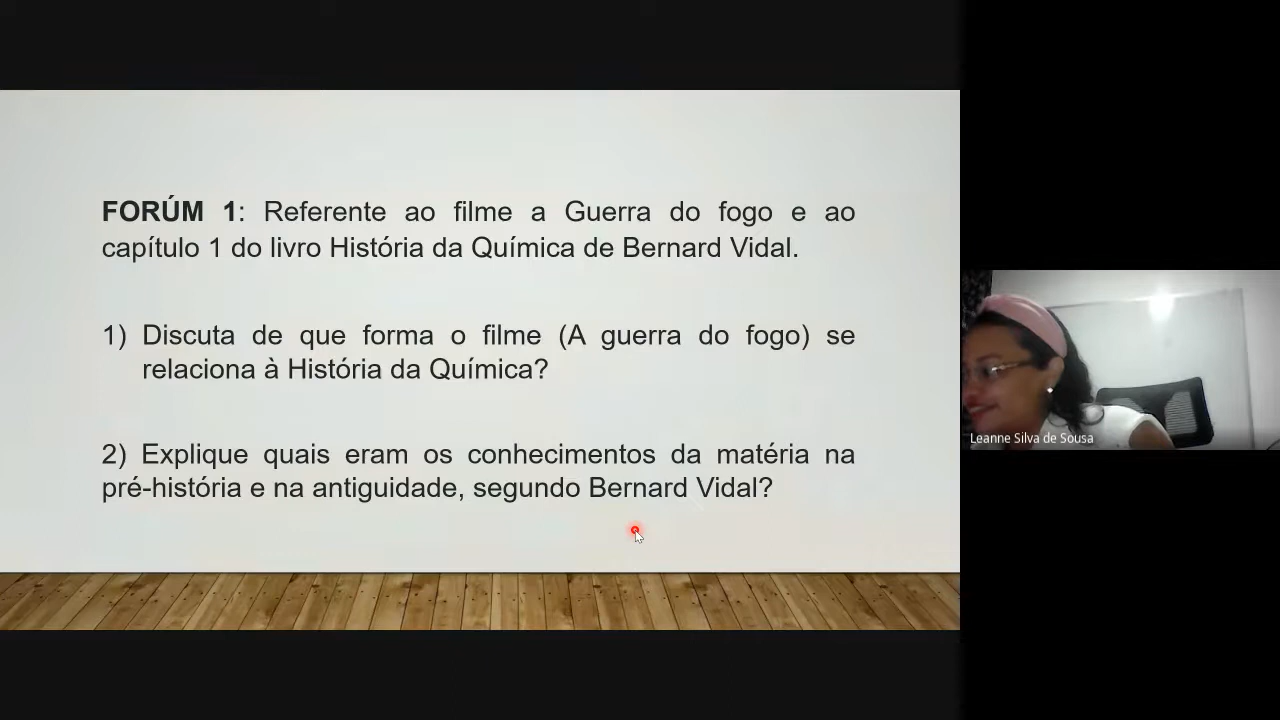 FORÚM 1: Referente ao filme a Guerra do fogo e ao
capítulo 1 do livro História da Química de Bernard Vidal.
1) Discuta de que forma o filme (A guerra do fogo) se
relaciona à História da Química?
2) Explique quais eram os conhecimentos da matéria na
pré-história e na antiguidade, segundo Bernard Vidal?
Leanne Silva de Sousa